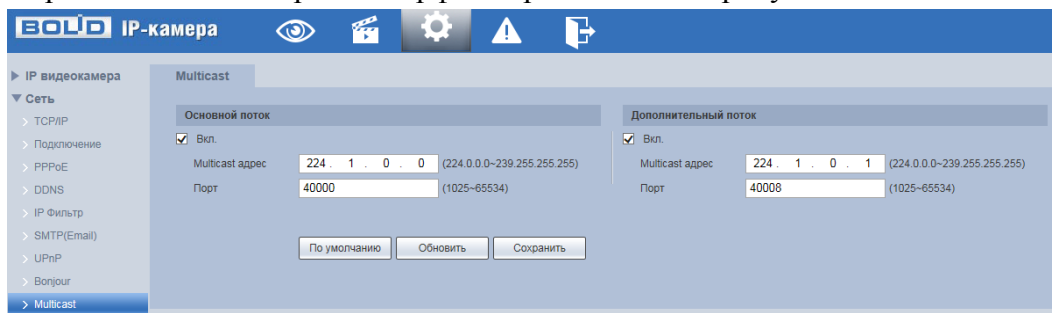 BOLID IP-камера
IP видеокамера
Сеть
TCP/IP
Подключение
PPPoE
DDNS
IP Фильтр
SMTP(Email)
UPnP
Bonjour
Multicast
Multicast
Основной поток
Вкл.
Multicast адрес 224 . 1 . 0 . 0 (224.0.0.0~239.255.255.255)
Порт 40000 (1025~65534)
Дополнительный поток
Вкл.
Multicast адрес 224 . 1 . 0 . 1 (224.0.0.0~239.255.255.255)
Порт 40008 (1025~65534)
По умолчанию Обновить Сохранить